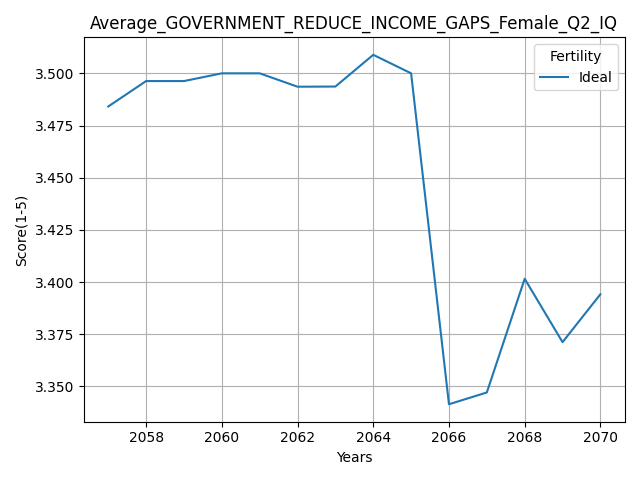 Average_GOVERNMENT_REDUCE_INCOME_GAPS_Female_Q2_IQ
Fertility
Ideal
3.500
3.475
3.450
3.425
3.400
3.375
3.350
Score(1-5)
2058 2060 2062 2064 2066 2068 2070
Years